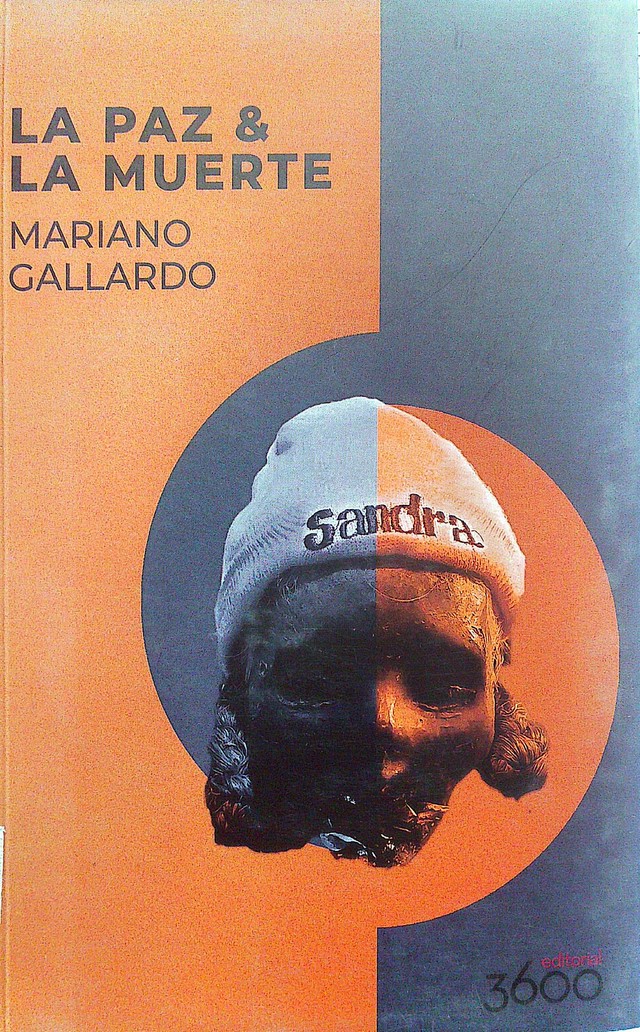 LA PAZ &
LA MUERTE
MARIANO
GALLARDO
sandra
editorial
3600